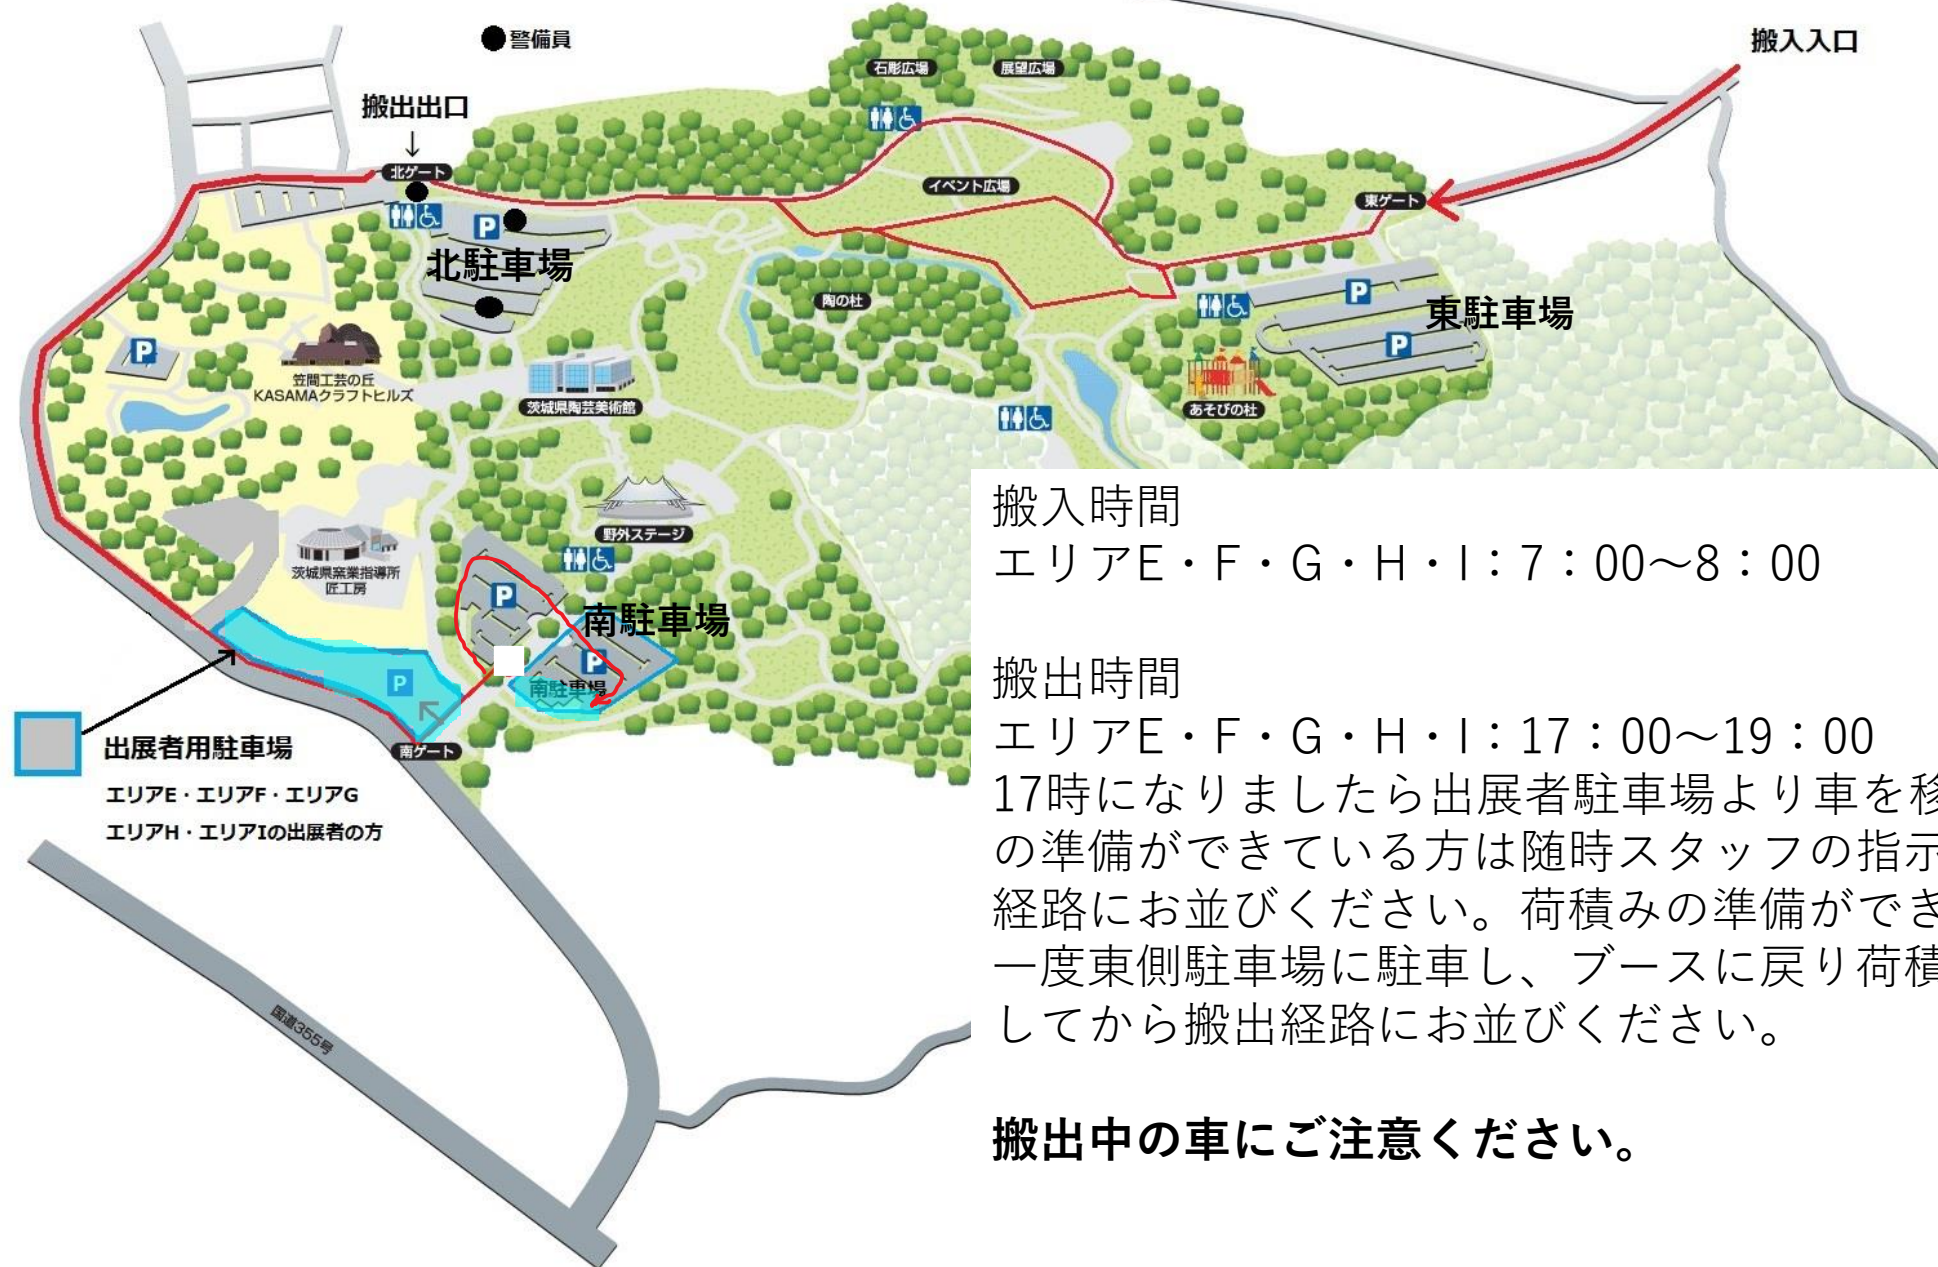 警備員
搬入入口
搬出出口
↓
石彫広場
展望広場
北ゲート
イベント広場
東ゲート
P
北駐車場
陶の杜
P
東駐車場
P
P
笠間工芸の丘
KASAMAクラフトヒルズ
茨城県陶芸美術館
あそびの杜
野外ステージ
茨城県窯業指導所
匠工房
P
南駐車場
P
P
南駐車場
南ゲート
出展者用駐車場
エリアE・エリアF・エリアG
エリアH・エリアIの出展者の方
国道355号
搬入時間
エリアE・F・G・H・I：7：00～8：00
搬出時間
エリアE・F・G・H・I：17：00～19：00
17時になりましたら出展者駐車場より車を移
の準備ができている方は随時スタッフの指示
経路にお並びください。荷積みの準備ができ
一度東側駐車場に駐車し、ブースに戻り荷積
してから搬出経路にお並びください。
搬出中の車にご注意ください。